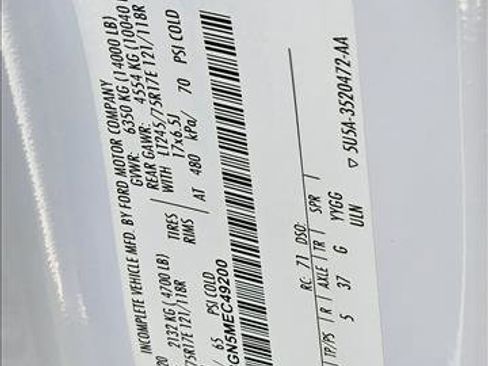 INCOMPLETE VEHICLE MFD. BY FORD MOTOR COMPANY
GVWR: 6350 KG (14000 LB)
20 REAR GAWR: 4554 KG (10040
2132 KG (4700 LB) WITH LT245/75R17E 121/118R
75R17E 121/118R TIRES 17x6.5J
RIMS AT 480 kPa/ 70 PSI COLD
/ 65 PSI COLD
GN5MEC49200
RC: 71 DSO:
TP/PS R AXLE TR SPR
5 37 G YYGG
ULN ▽5U5A-3520472-AA